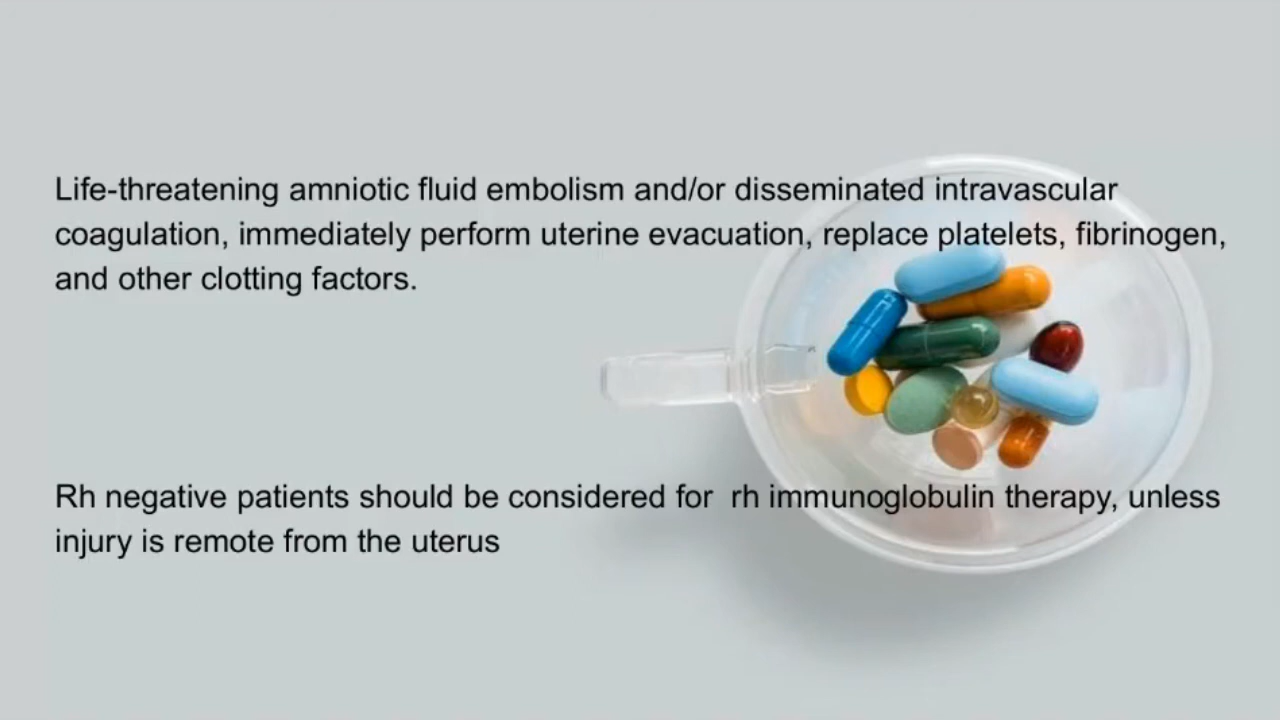 Life-threatening amniotic fluid embolism and/or disseminated intravascular
coagulation, immediately perform uterine evacuation, replace platelets, fibrinogen,
and other clotting factors.
Rh negative patients should be considered for  rh immunoglobulin therapy, unless
injury is remote from the uterus